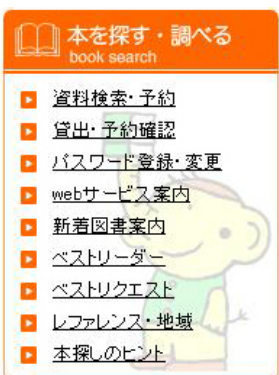 本を探す・調べる
book search
資料検索・予約
貸出・予約確認
パスワード登録・変更
webサービス案内
新着図書案内
ベストリーダー
ベストリクエスト
レファレンス・地域
本探しのヒント